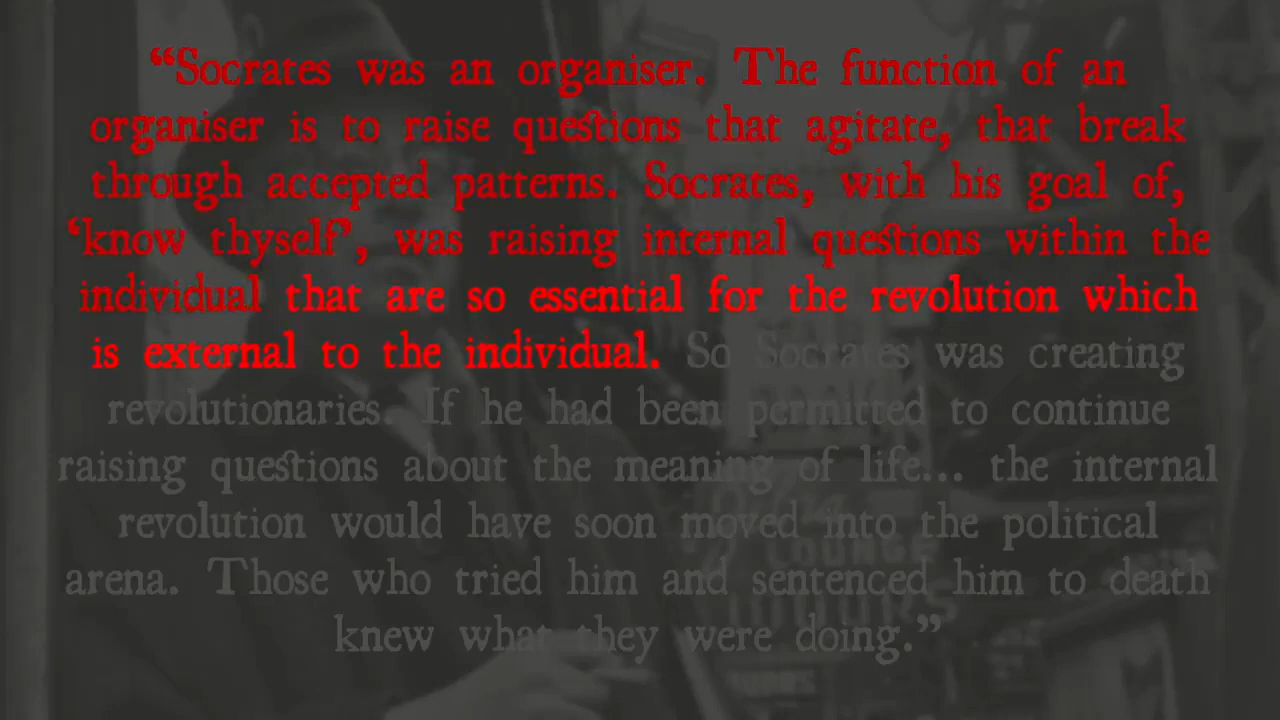 “Socrates was an organiser. The function of an
organiser is to raise questions that agitate, that break
through accepted patterns. Socrates, with his goal of,
‘know thyself’, was raising internal questions within the
individual that are so essential for the revolution which
is external to the individual. So Socrates was creating
revolutionaries. If he had been permitted to continue
raising questions about the meaning of life... the internal
revolution would have soon moved into the political
arena. Those who tried him and sentenced him to death
knew what they were doing.”
LOUNGE